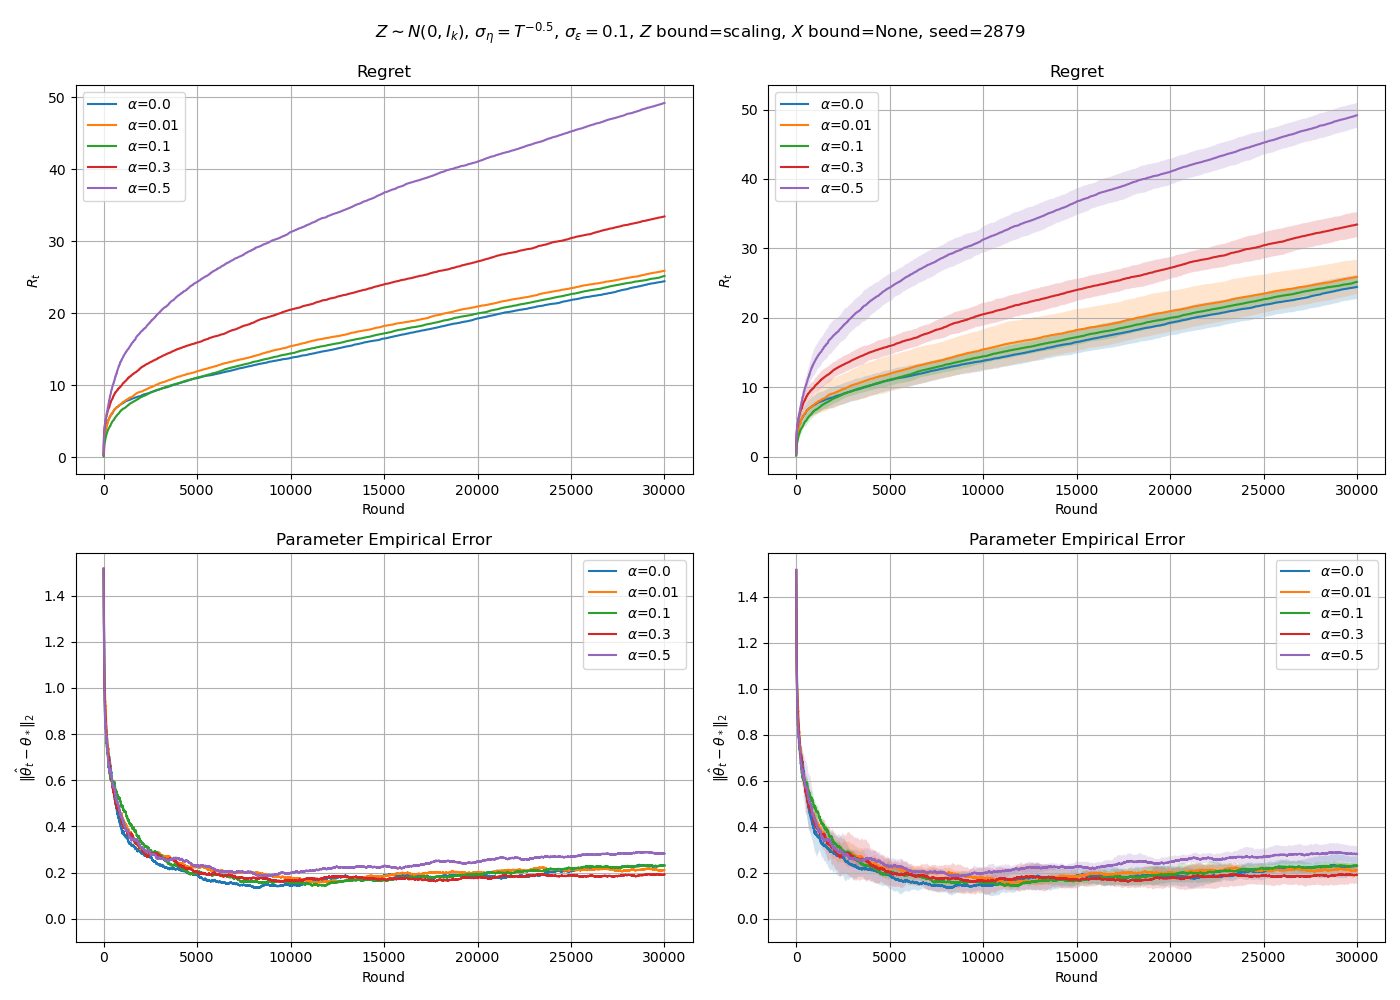 Z ∼ N(0, I_k), σ_η = T^{−0.5}, σ_ε = 0.1, Z bound=scaling, X bound=None, seed=2879
Regret
R_t
50
40
30
20
10
0
α=0.0
α=0.01
α=0.1
α=0.3
α=0.5
0 5000 10000 15000 20000 25000 30000
Round
Regret
R_t
50
40
30
20
10
0
α=0.0
α=0.01
α=0.1
α=0.3
α=0.5
0 5000 10000 15000 20000 25000 30000
Round
Parameter Empirical Error
‖θ̂_t − θ_*‖_2
1.4
1.2
1.0
0.8
0.6
0.4
0.2
0.0
α=0.0
α=0.01
α=0.1
α=0.3
α=0.5
0 5000 10000 15000 20000 25000 30000
Round
Parameter Empirical Error
‖θ̂_t − θ_*‖_2
1.4
1.2
1.0
0.8
0.6
0.4
0.2
0.0
α=0.0
α=0.01
α=0.1
α=0.3
α=0.5
0 5000 10000 15000 20000 25000 30000
Round